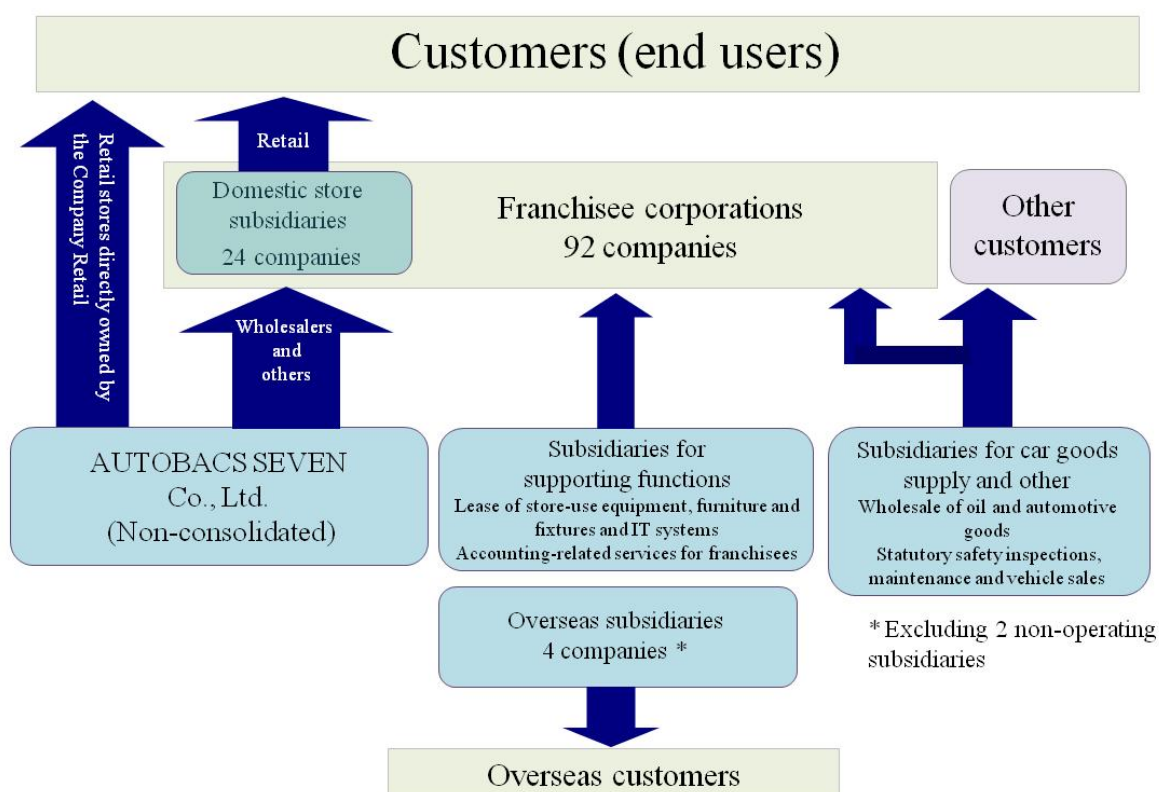 Customers (end users)
Retail stores directly owned by
the Company Retail
Retail
Domestic store
subsidiaries
24 companies
Franchisee corporations
92 companies
Other
customers
Wholesalers
and
others
AUTOBACS SEVEN
Co., Ltd.
(Non-consolidated)
Subsidiaries for
supporting functions
Lease of store-use equipment, furniture and
fixtures and IT systems
Accounting-related services for franchisees
Subsidiaries for car goods
supply and other
Wholesale of oil and automotive
goods
Statutory safety inspections,
maintenance and vehicle sales
Overseas subsidiaries
4 companies *
* Excluding 2 non-operating
subsidiaries
Overseas customers